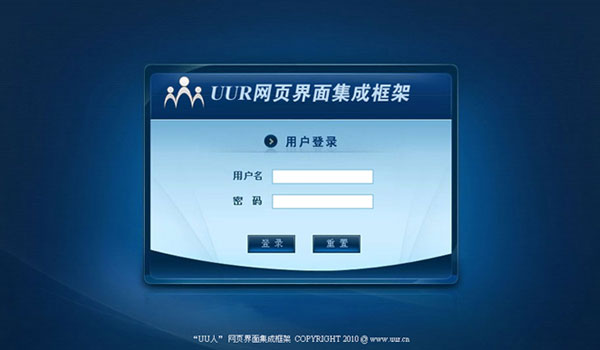 UUR网页界面集成框架
用户登录
用户名
密 码
登 录 重 置
“UU人” 网页界面集成框架 COPYRIGHT 2010 @ www.uur.cn